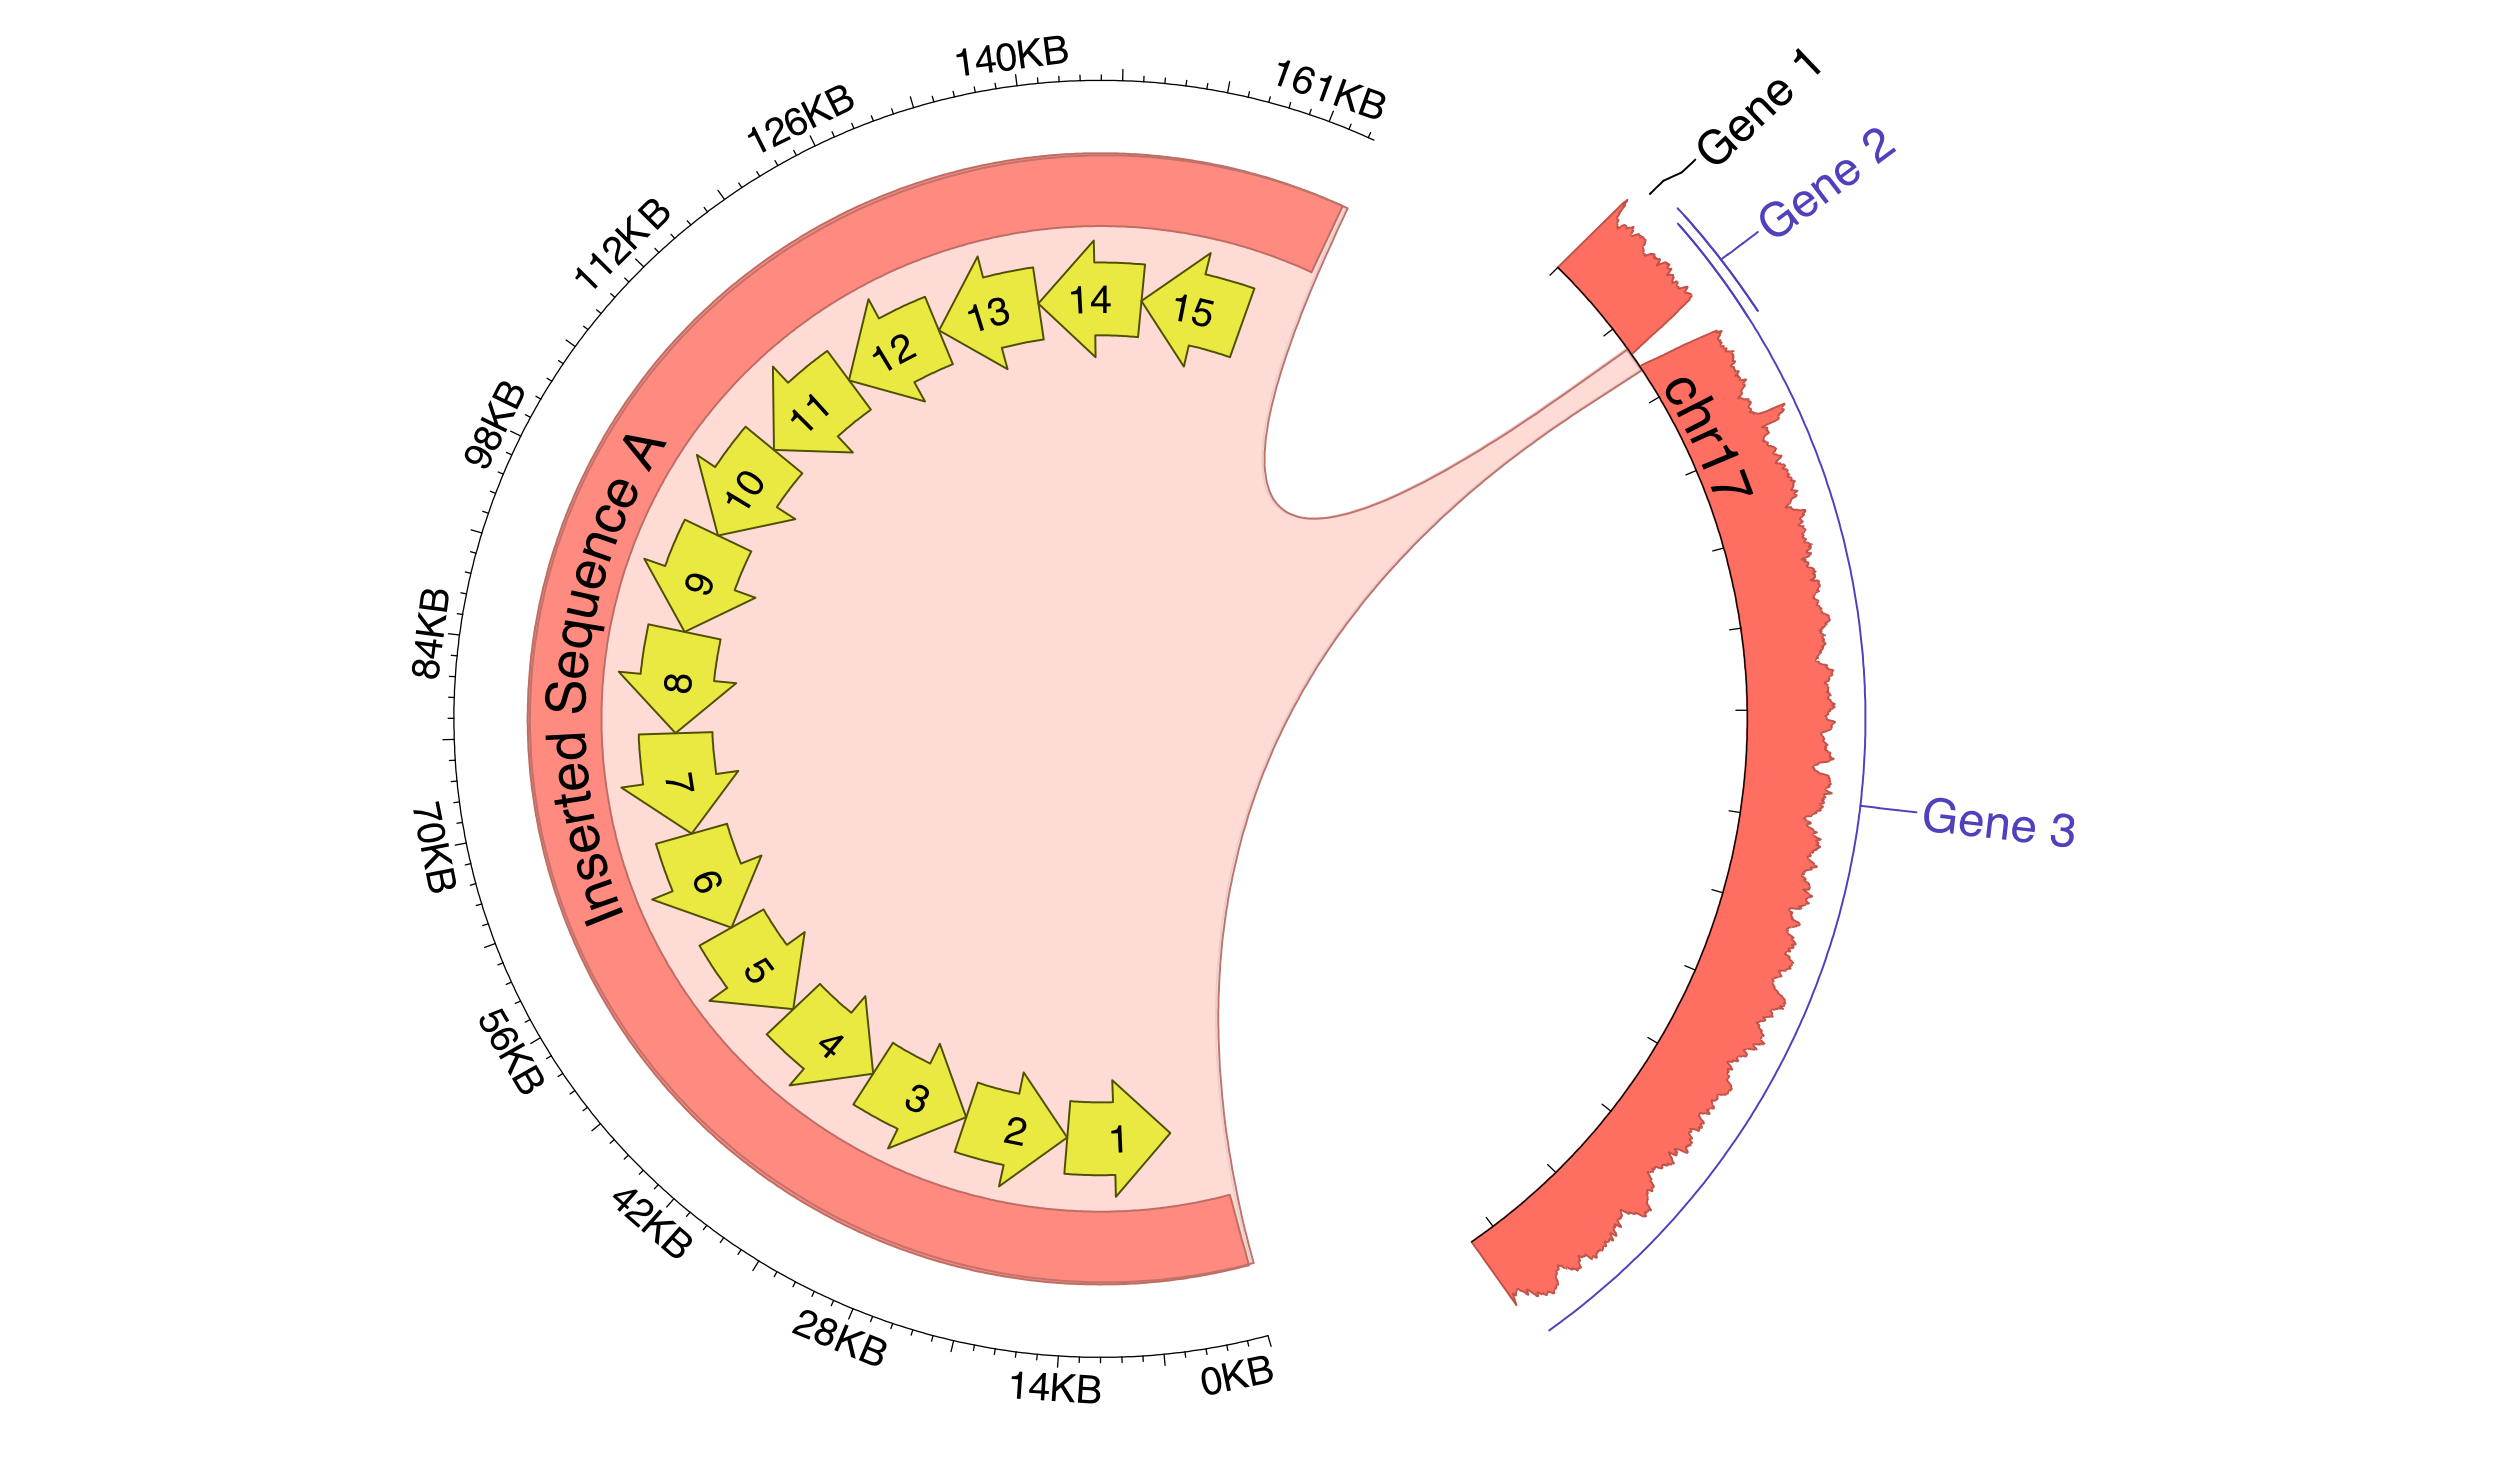 0KB
14KB
28KB
42KB
56KB
70KB
84KB
98KB
112KB
126KB
140KB
161KB
Inserted Sequence A
1
2
3
4
5
6
7
8
9
10
11
12
13
14
15
chr17
Gene 1
Gene 2
Gene 3